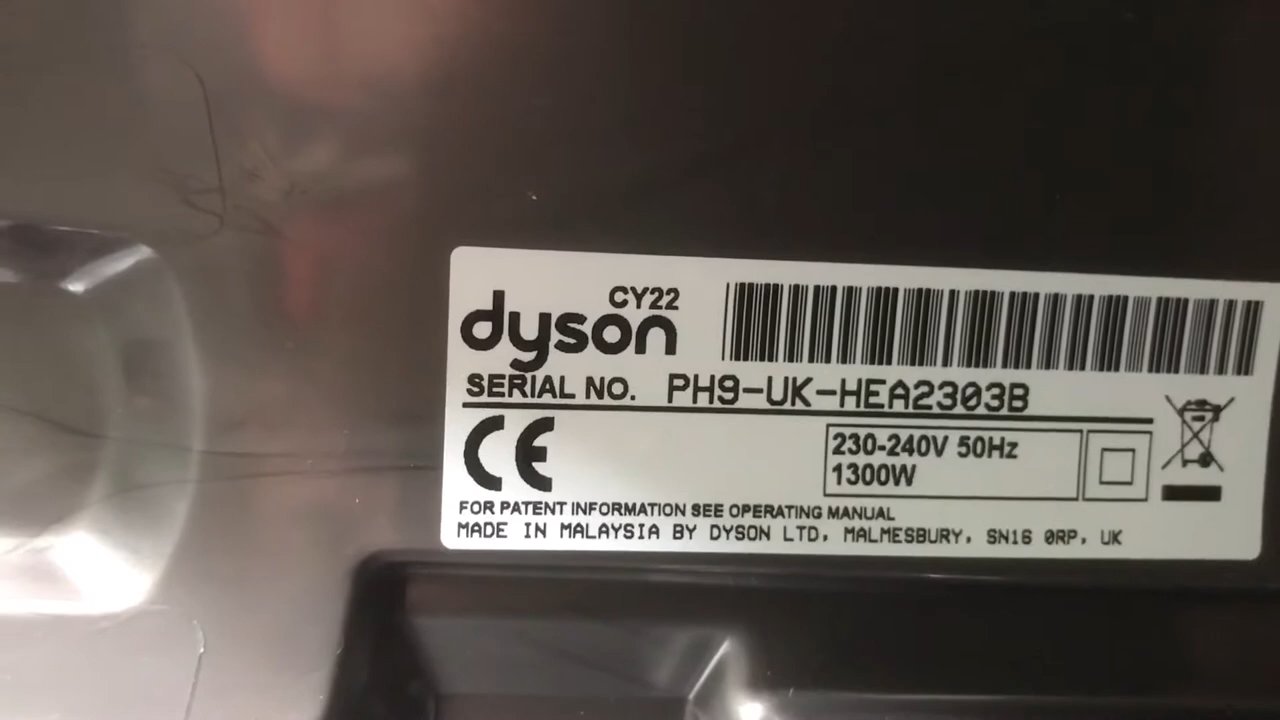 CY22
dyson
SERIAL NO. PH9-UK-HEA2303B
CE
230-240V 50Hz
1300W
FOR PATENT INFORMATION SEE OPERATING MANUAL
MADE IN MALAYSIA BY DYSON LTD, MALMESBURY, SN16 0RP, UK